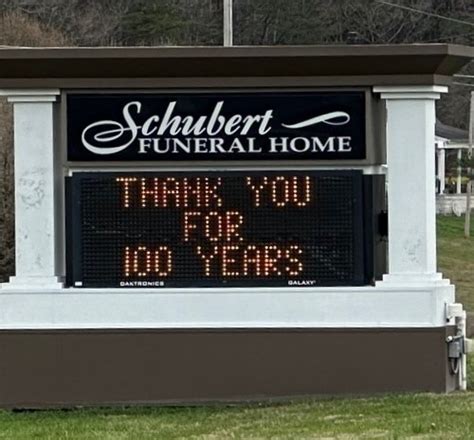 Schubert
FUNERAL HOME
THANK YOU
FOR
100 YEARS
DAKTRONICS GALAXY